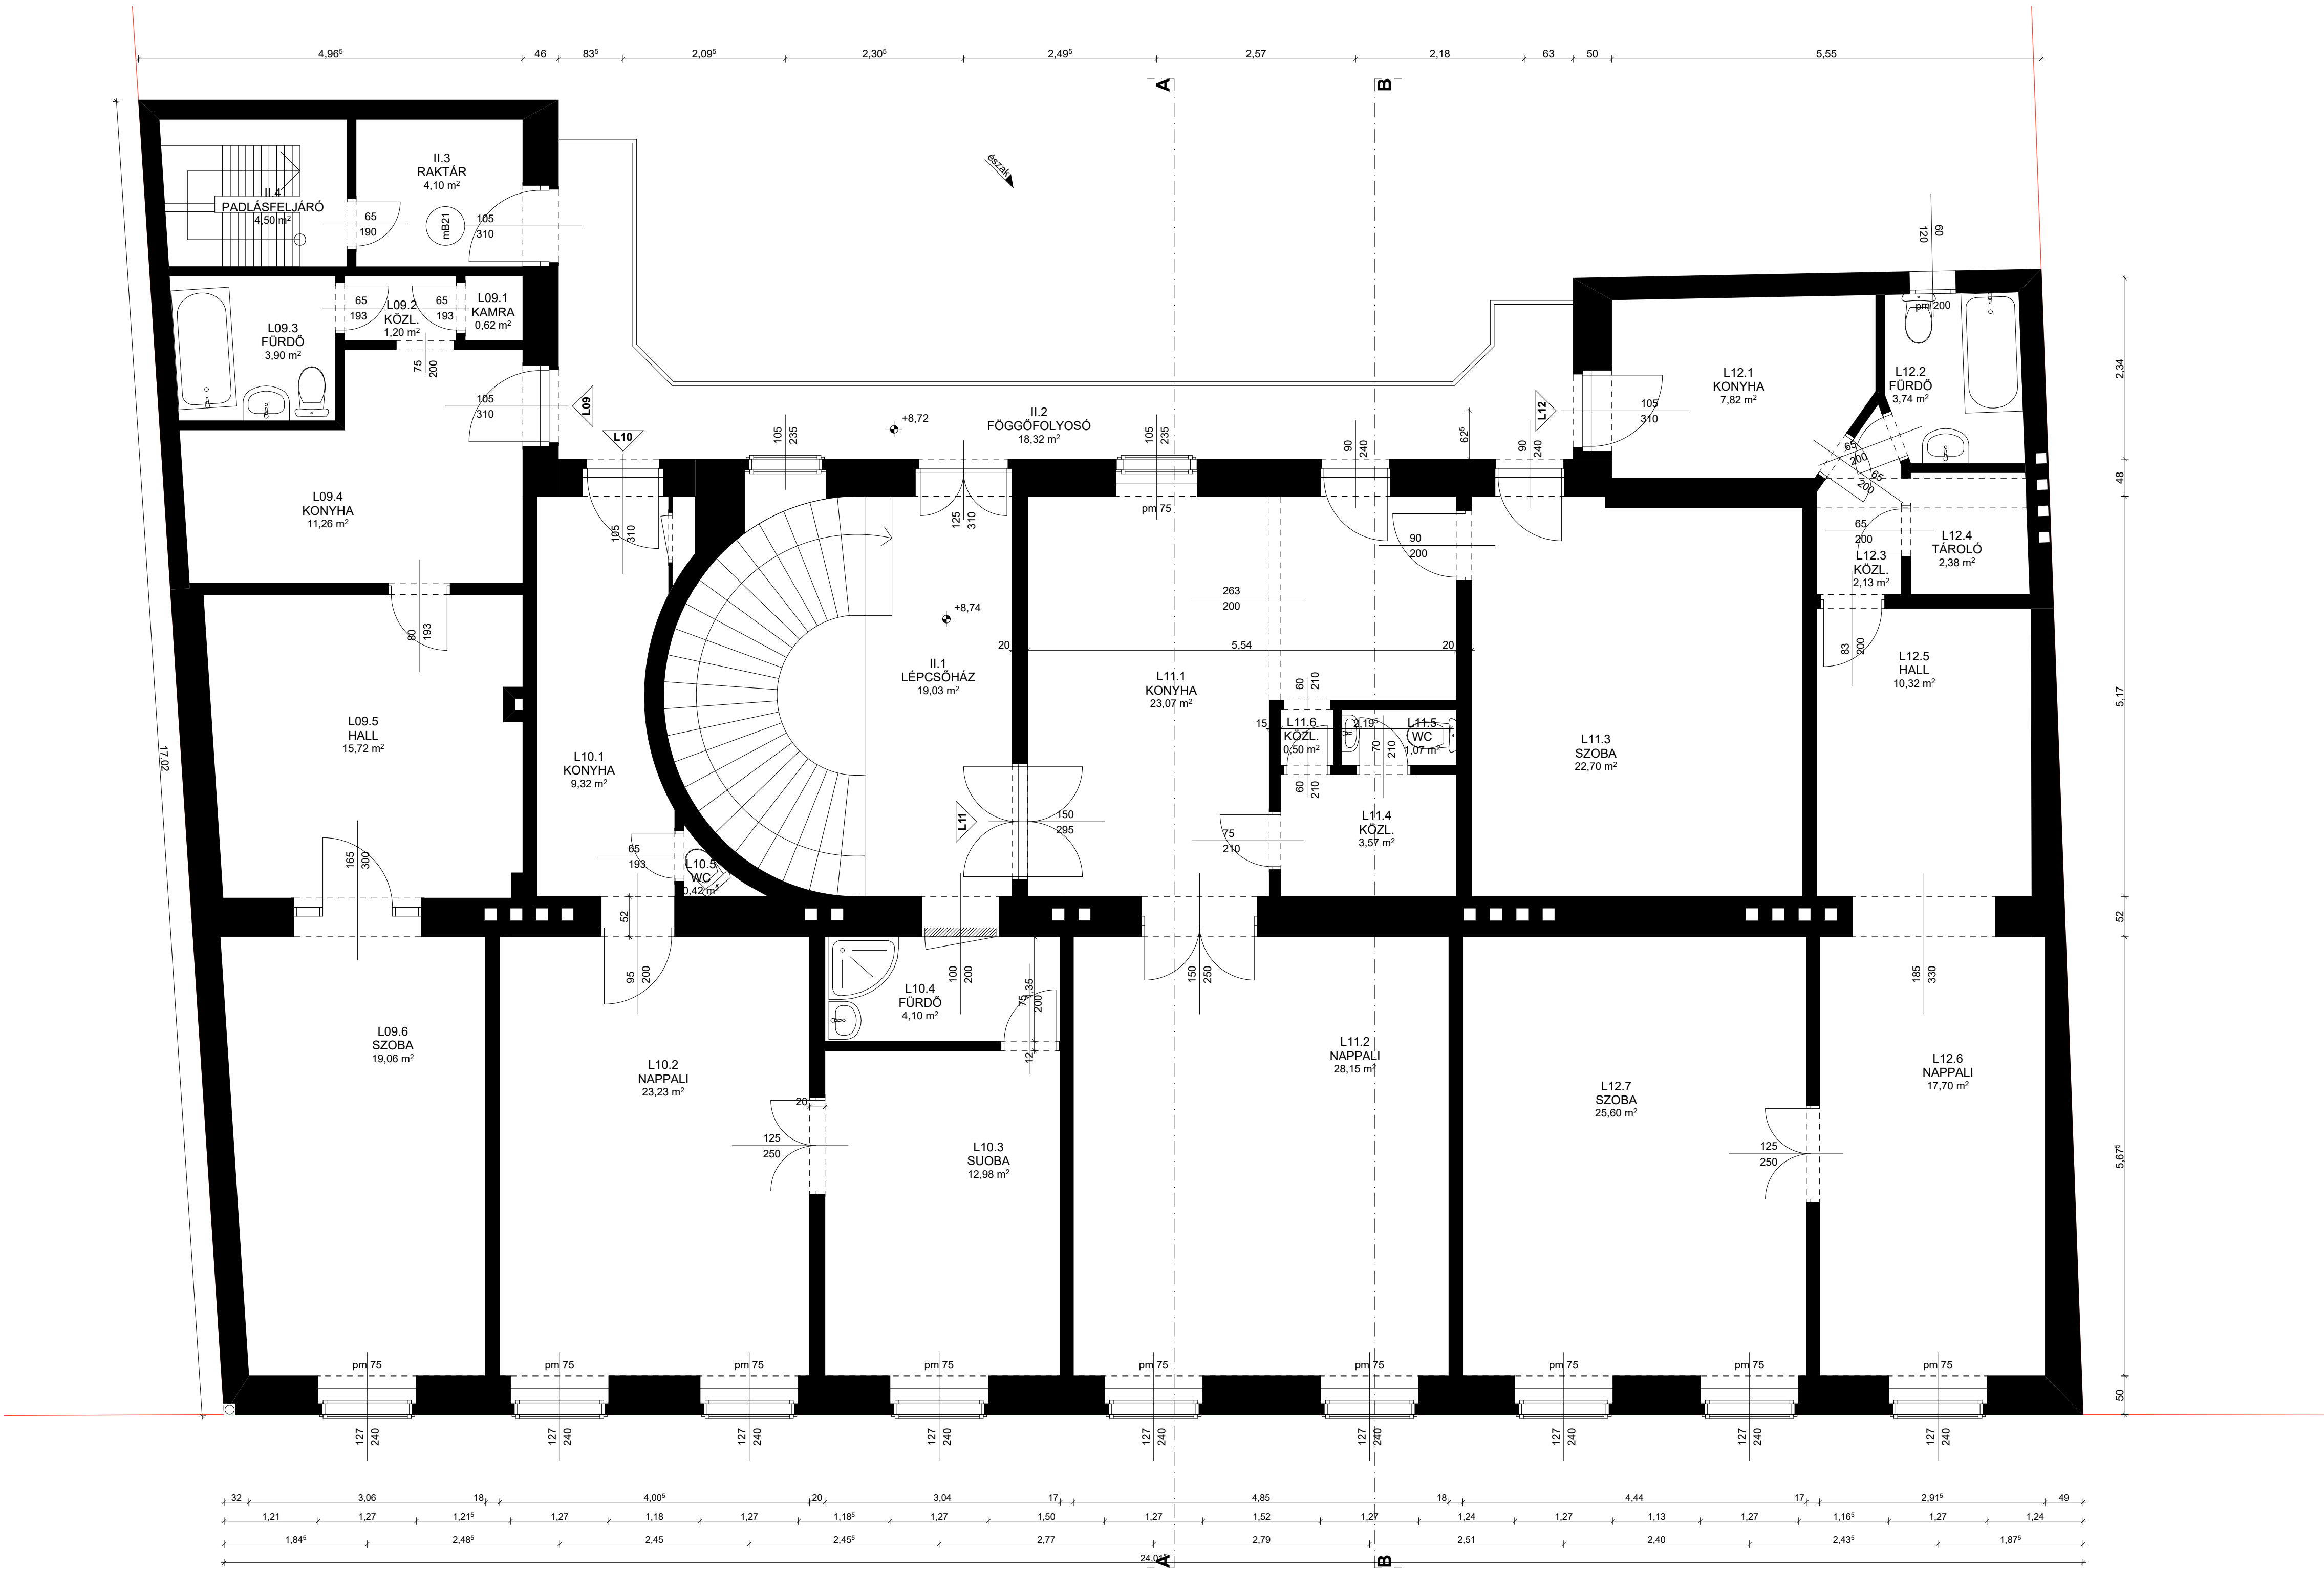 4,96⁵ 46 83⁵ 2,09⁵ 2,30⁵ 2,49⁵ 2,57 2,18 63 50 5,55
A B
észak
II.3
RAKTÁR
4,10 m²
II.4
PADLÁSFELJÁRÓ
4,50 m²
65
190
mB21
105
310
60
120
pm 200
L09.3
FÜRDŐ
3,90 m²
65
193
L09.2
KÖZL.
1,20 m²
65
193
L09.1
KAMRA
0,62 m²
75
200
105
310
L09
L10
105
235
+8,72
II.2
FÖGGŐFOLYOSÓ
18,32 m²
105
235
90
240
62⁵
90
240
L12
105
310
L12.1
KONYHA
7,82 m²
L12.2
FÜRDŐ
3,74 m²
65
200
65
200
2,34
48
L09.4
KONYHA
11,26 m²
105
310
125
310
pm 75
90
200
65
200
L12.3
KÖZL.
2,13 m²
L12.4
TÁROLÓ
2,38 m²
80
193
+8,74
263
200
20 5,54 20
83
200
L12.5
HALL
10,32 m²
II.1
LÉPCSŐHÁZ
19,03 m²
L11.1
KONYHA
23,07 m²
60
210
15 2,19⁵
L11.6
KÖZL.
0,50 m²
70
210
L11.5
WC
1,07 m²
60
210
L11.3
SZOBA
22,70 m²
5,17
17,02
L09.5
HALL
15,72 m²
L10.1
KONYHA
9,32 m²
L11
150
295
L11.4
KÖZL.
3,57 m²
75
210
165
300
65
193
L10.5
WC
0,42 m²
52
52
95
200
100
200
L10.4
FÜRDŐ
4,10 m²
1,35
75
200
12
150
250
185
330
L09.6
SZOBA
19,06 m²
L10.2
NAPPALI
23,23 m²
20
125
250
L10.3
SUOBA
12,98 m²
L11.2
NAPPALI
28,15 m²
L12.7
SZOBA
25,60 m²
125
250
L12.6
NAPPALI
17,70 m²
5,67⁵
50
pm 75 pm 75 pm 75 pm 75 pm 75 pm 75 pm 75 pm 75 pm 75
127 240 127 240 127 240 127 240 127 240 127 240 127 240 127 240 127 240
32 3,06 18 4,00⁵ 20 3,04 17 4,85 18 4,44 17 2,91⁵ 49
1,21 1,27 1,21⁵ 1,27 1,18 1,27 1,18⁵ 1,27 1,50 1,27 1,52 1,27 1,24 1,27 1,13 1,27 1,16⁵ 1,27 1,24
1,84⁵ 2,48⁵ 2,45 2,45⁵ 2,77 2,79 2,51 2,40 2,43⁵ 1,87⁵
A B